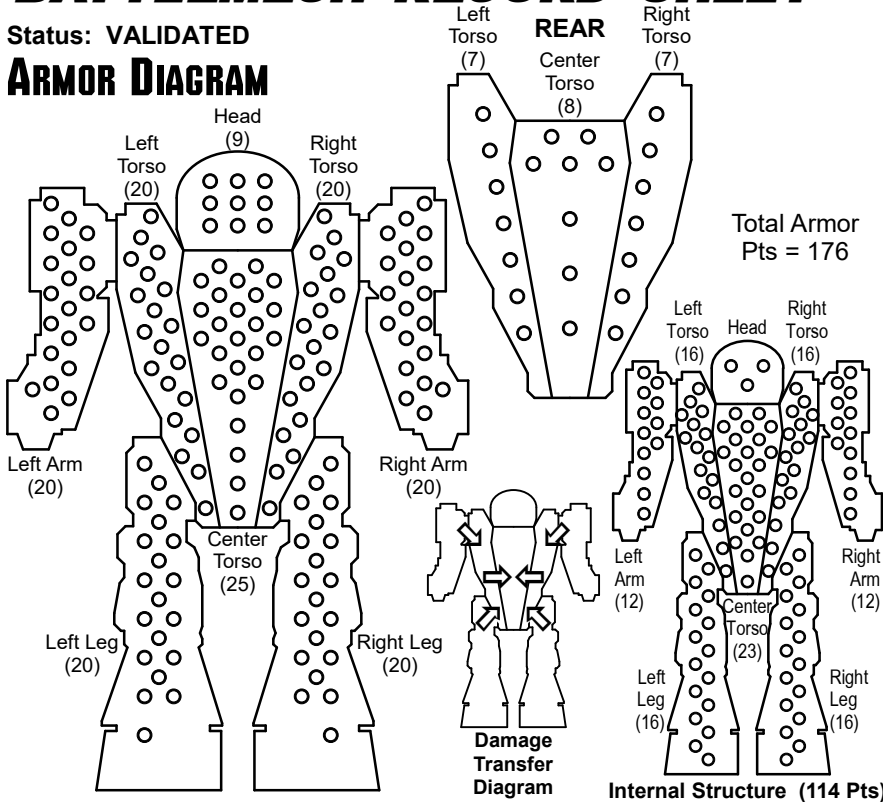 BATTLEMECH RECORD SHEET
Status: VALIDATED
ARMOR DIAGRAM
Head
(9)
Left
Torso
(20)
Right
Torso
(20)
Left Arm
(20)
Right Arm
(20)
Center
Torso
(25)
Left Leg
(20)
Right Leg
(20)
REAR
Left
Torso
(7)
Center
Torso
(8)
Right
Torso
(7)
Total Armor
Pts = 176
Damage
Transfer
Diagram
Left
Torso
(16)
Head
Right
Torso
(16)
Left
Arm
(12)
Right
Arm
(12)
Center
Torso
(23)
Left
Leg
(16)
Right
Leg
(16)
Internal Structure (114 Pts)